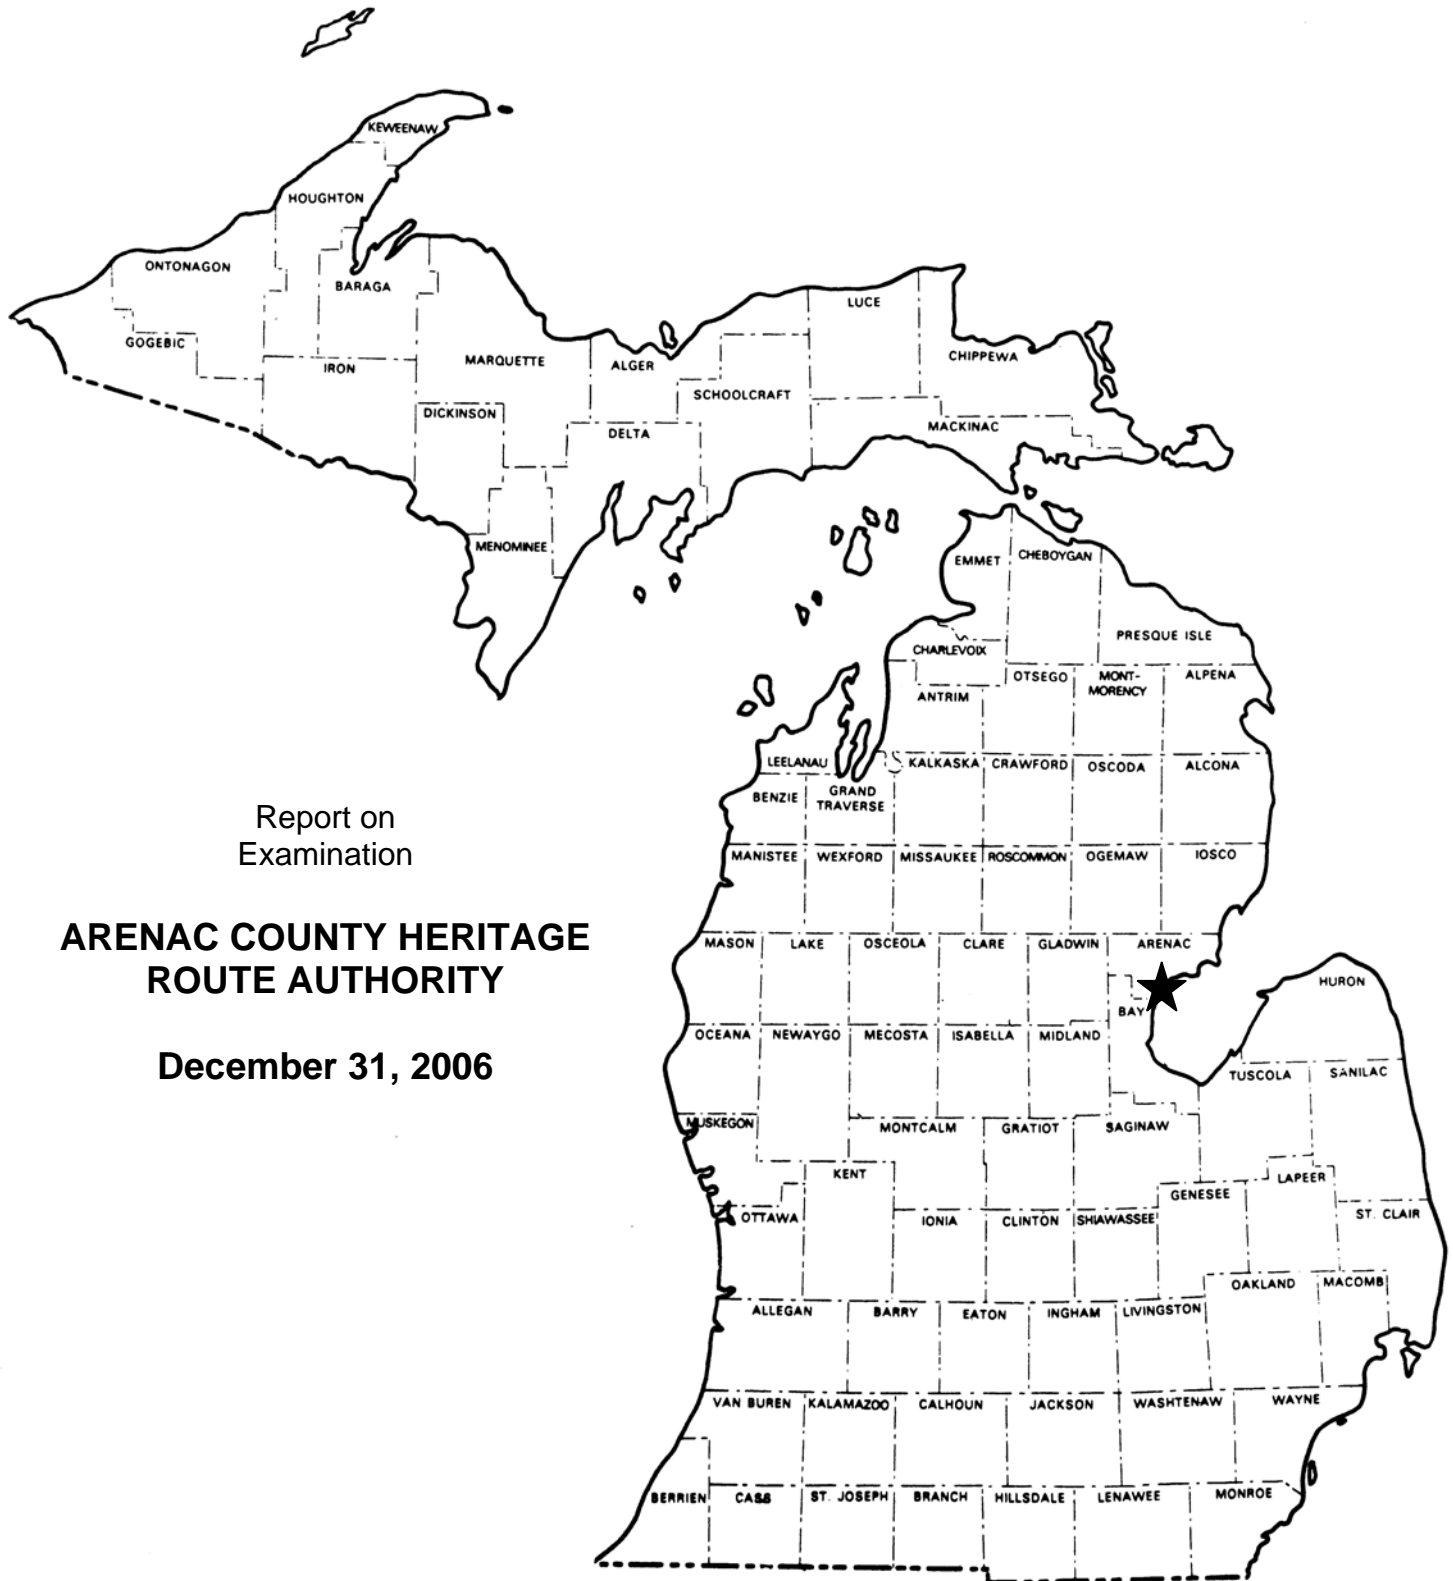 KEWEENAW
HOUGHTON
ONTONAGON
BARAGA
LUCE
GOGEBIC
IRON
MARQUETTE
ALGER
CHIPPEWA
SCHOOLCRAFT
DICKINSON
DELTA
MACKINAC
MENOMINEE
EMMET
CHEBOYGAN
PRESQUE ISLE
CHARLEVOIX
ANTRIM
OTSEGO
MONT-
MORENCY
ALPENA
LEELANAU
KALKASKA
CRAWFORD
OSCODA
ALCONA
BENZIE
GRAND
TRAVERSE
Report on
Examination
MANISTEE
WEXFORD
MISSAUKEE
ROSCOMMON
OGEMAW
IOSCO
ARENAC COUNTY HERITAGE
ROUTE AUTHORITY
MASON
LAKE
OSCEOLA
CLARE
GLADWIN
ARENAC
HURON
BAY
December 31, 2006
OCEANA
NEWAYGO
MECOSTA
ISABELLA
MIDLAND
TUSCOLA
SANILAC
MUSKEGON
MONTCALM
GRATIOT
SAGINAW
KENT
GENESEE
LAPEER
OTTAWA
IONIA
CLINTON
SHIAWASSEE
ST. CLAIR
ALLEGAN
BARRY
EATON
INGHAM
LIVINGSTON
OAKLAND
MACOMB
VAN BUREN
KALAMAZOO
CALHOUN
JACKSON
WASHTENAW
WAYNE
BERRIEN
CASS
ST. JOSEPH
BRANCH
HILLSDALE
LENAWEE
MONROE